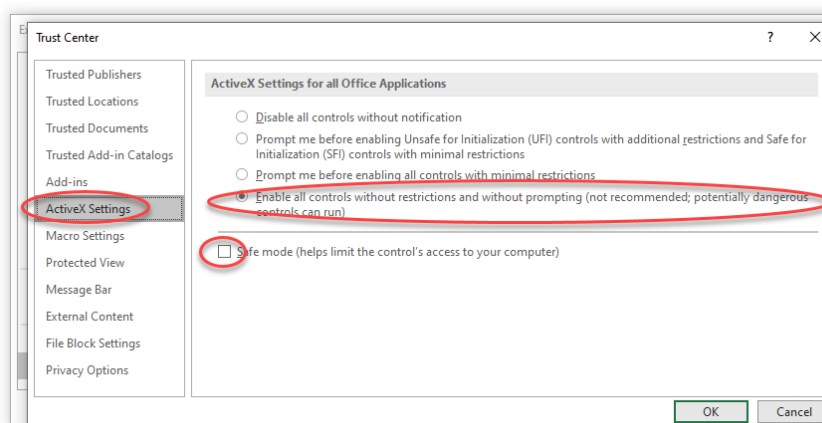 Trust Center
?
Trusted Publishers
Trusted Locations
Trusted Documents
Trusted Add-in Catalogs
Add-ins
ActiveX Settings
Macro Settings
Protected View
Message Bar
External Content
File Block Settings
Privacy Options
ActiveX Settings for all Office Applications
Disable all controls without notification
Prompt me before enabling Unsafe for Initialization (UFI) controls with additional restrictions and Safe for
Initialization (SFI) controls with minimal restrictions
Prompt me before enabling all controls with minimal restrictions
Enable all controls without restrictions and without prompting (not recommended; potentially dangerous
controls can run)
Safe mode (helps limit the control's access to your computer)
OK
Cancel